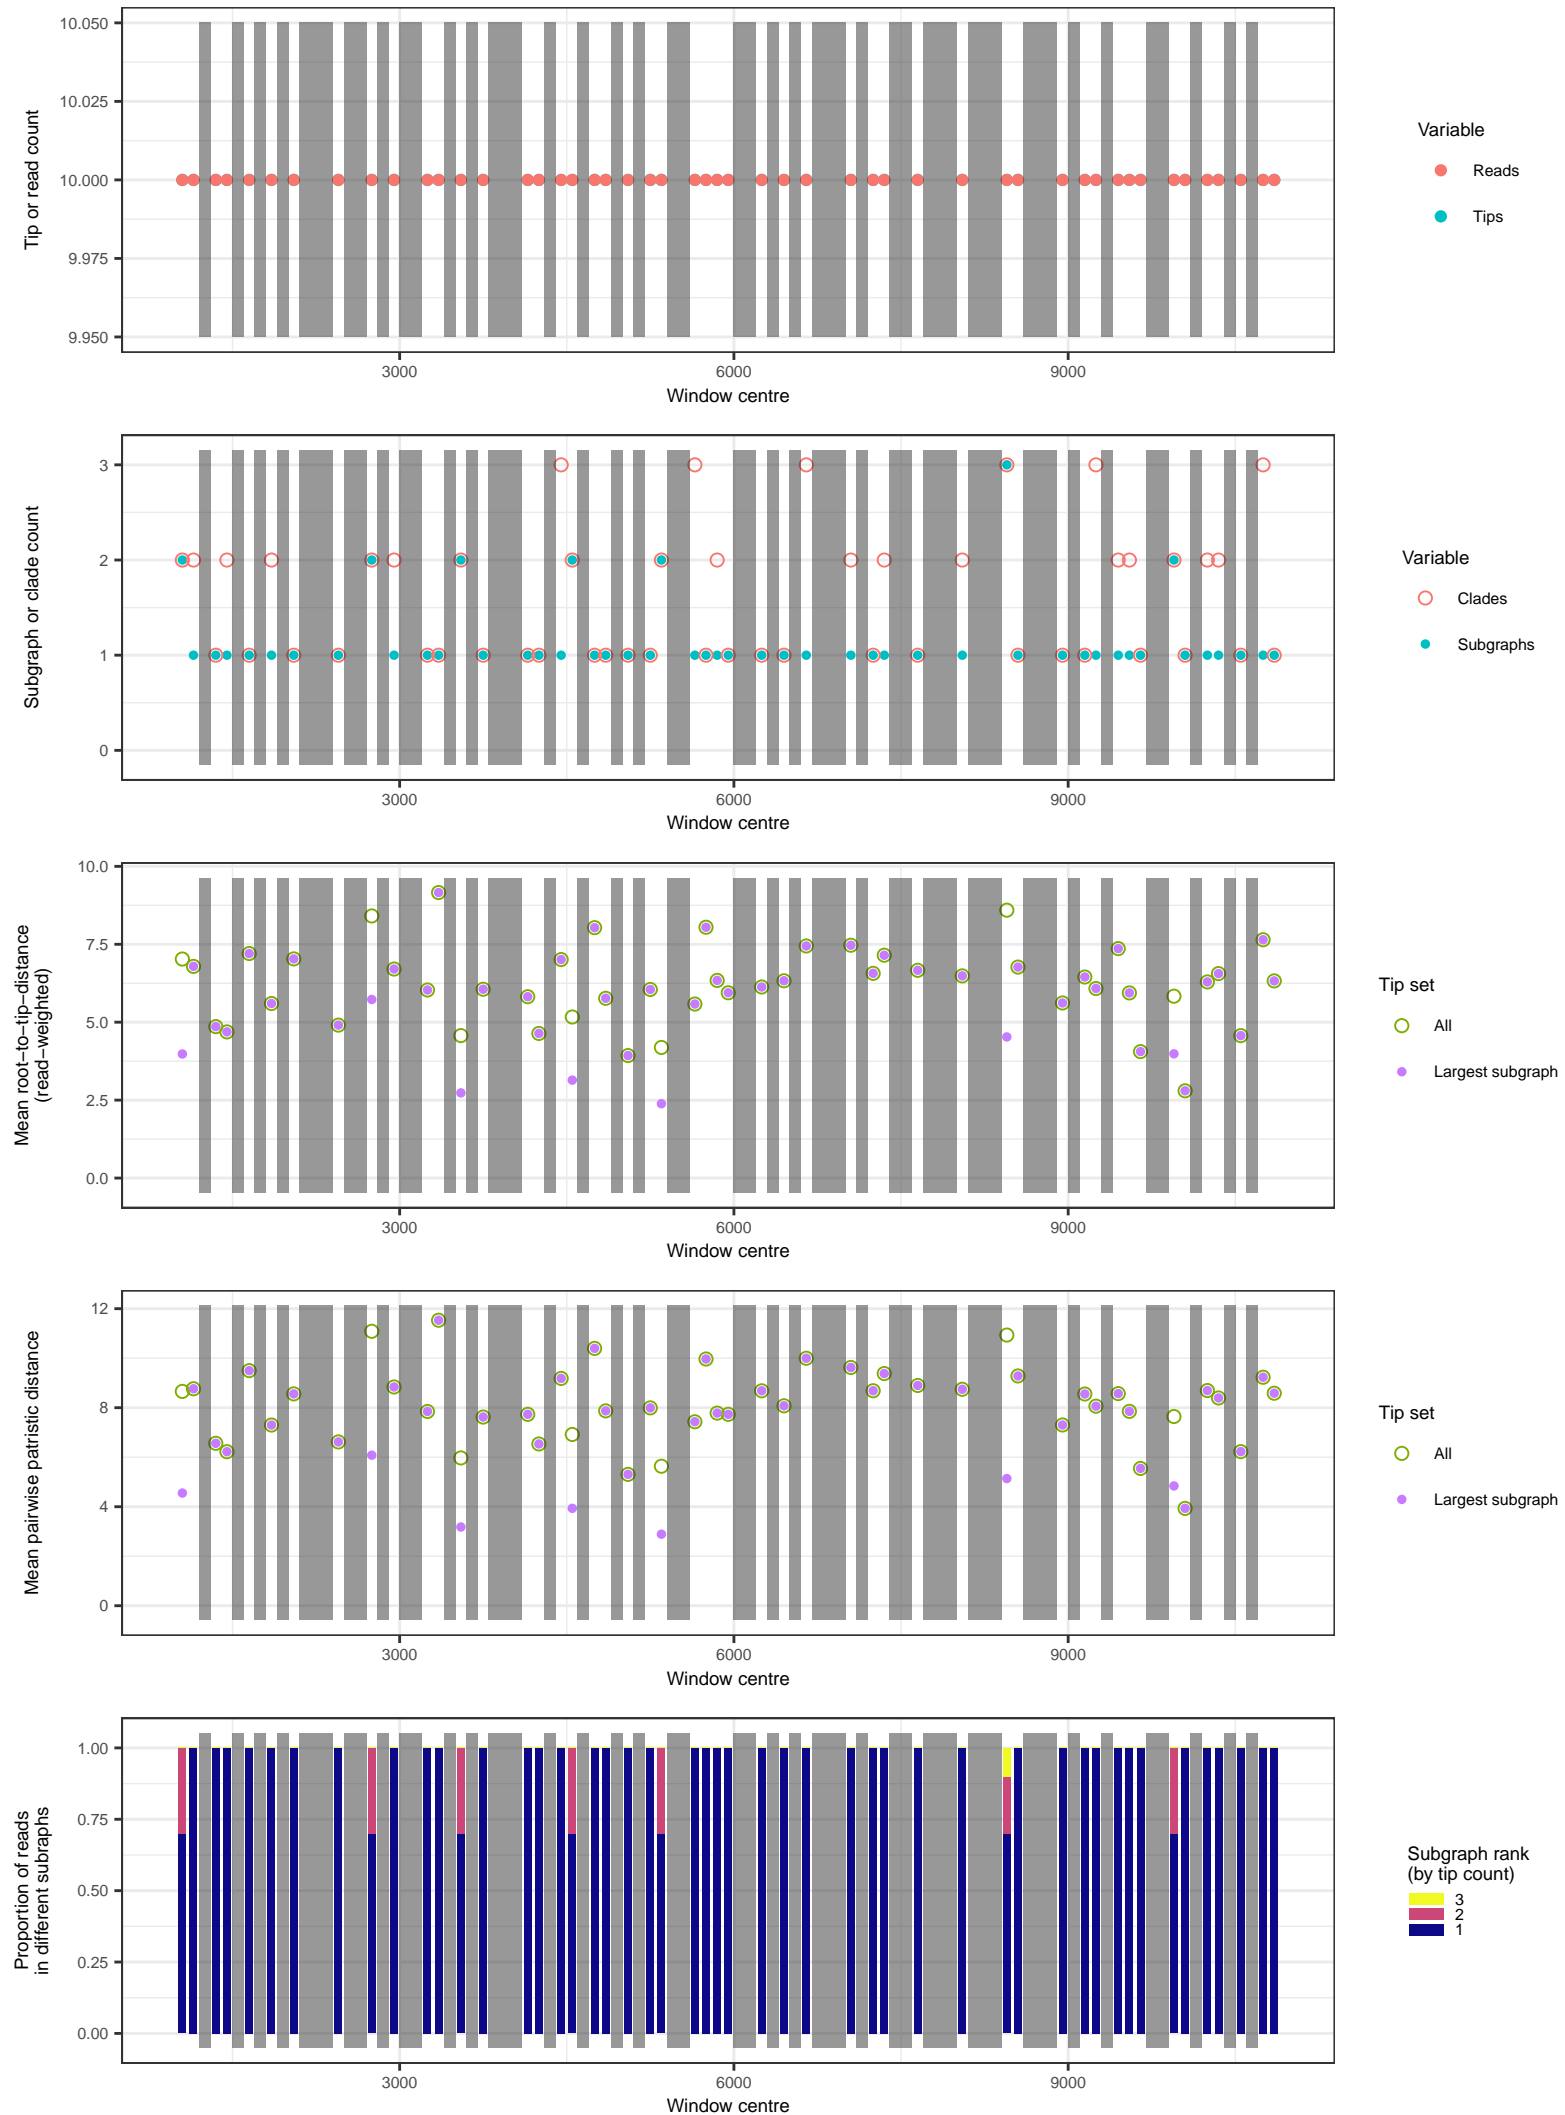 10.050
10.025
10.000
9.975
9.950
Tip or read count
3000
6000
9000
Window centre
Variable
Reads
Tips
3
2
1
0
Subgraph or clade count
3000
6000
9000
Window centre
Variable
Clades
Subgraphs
10.0
7.5
5.0
2.5
0.0
Mean root−to−tip−distance
(read−weighted)
3000
6000
9000
Window centre
Tip set
All
Largest subgraph
12
8
4
0
Mean pairwise patristic distance
3000
6000
9000
Window centre
Tip set
All
Largest subgraph
1.00
0.75
0.50
0.25
0.00
Proportion of reads
in different subraphs
3000
6000
9000
Window centre
Subgraph rank
(by tip count)
3
2
1